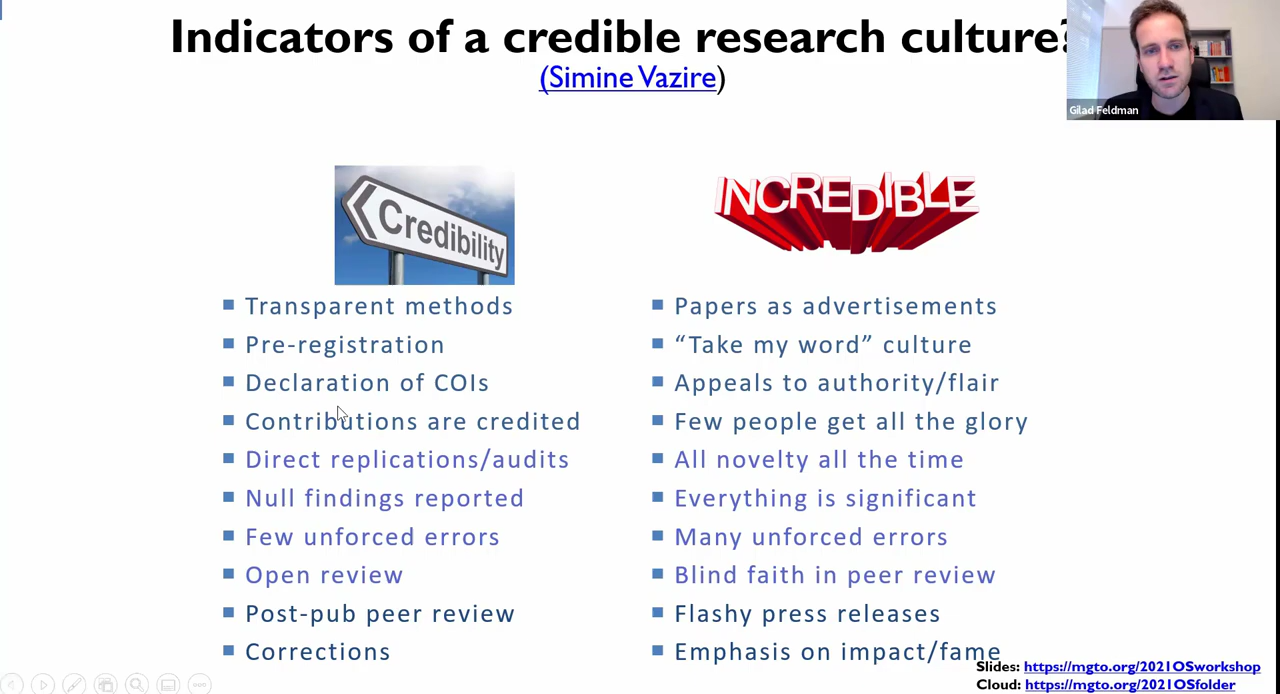 Indicators of a credible research culture?
(Simine Vazire)
Gilad Feldman
Credibility
INCREDIBLE
Transparent methods
Pre-registration
Declaration of COIs
Contributions are credited
Direct replications/audits
Null findings reported
Few unforced errors
Open review
Post-pub peer review
Corrections
Papers as advertisements
“Take my word” culture
Appeals to authority/flair
Few people get all the glory
All novelty all the time
Everything is significant
Many unforced errors
Blind faith in peer review
Flashy press releases
Emphasis on impact/fame
Slides: https://mgto.org/2021OSworkshop
Cloud: https://mgto.org/2021OSfolder